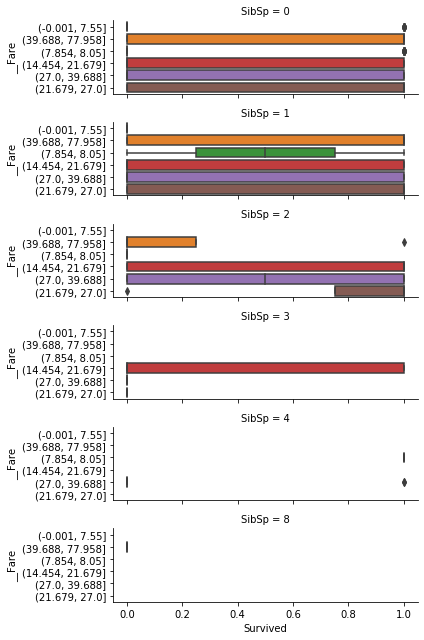 SibSp = 0
(-0.001, 7.55]
(39.688, 77.958]
(7.854, 8.05]
(14.454, 21.679]
(27.0, 39.688]
(21.679, 27.0]
_Fare
SibSp = 1
(-0.001, 7.55]
(39.688, 77.958]
(7.854, 8.05]
(14.454, 21.679]
(27.0, 39.688]
(21.679, 27.0]
_Fare
SibSp = 2
(-0.001, 7.55]
(39.688, 77.958]
(7.854, 8.05]
(14.454, 21.679]
(27.0, 39.688]
(21.679, 27.0]
_Fare
SibSp = 3
(-0.001, 7.55]
(39.688, 77.958]
(7.854, 8.05]
(14.454, 21.679]
(27.0, 39.688]
(21.679, 27.0]
_Fare
SibSp = 4
(-0.001, 7.55]
(39.688, 77.958]
(7.854, 8.05]
(14.454, 21.679]
(27.0, 39.688]
(21.679, 27.0]
_Fare
SibSp = 8
(-0.001, 7.55]
(39.688, 77.958]
(7.854, 8.05]
(14.454, 21.679]
(27.0, 39.688]
(21.679, 27.0]
_Fare
0.0 0.2 0.4 0.6 0.8 1.0
Survived